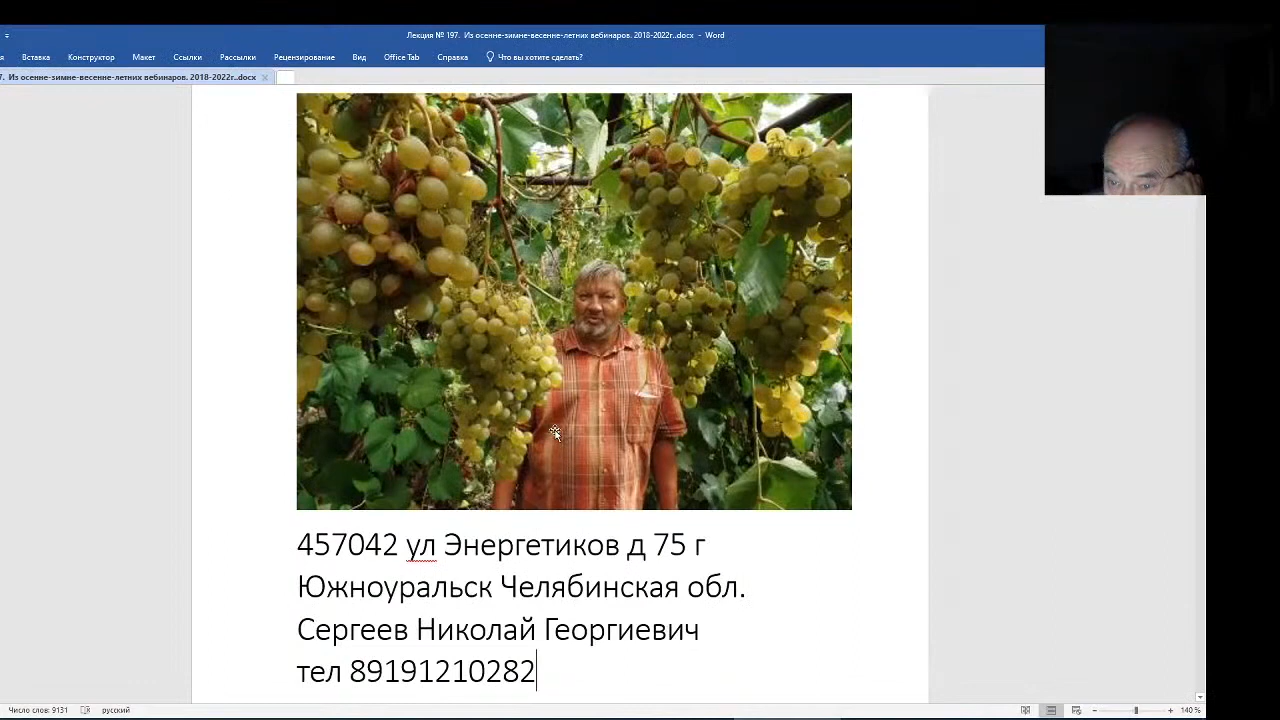 Лекция № 197. Из осенне-зимне-весенне-летних вебинаров. 2018-2022г..docx - Word
Вставка Конструктор Макет Ссылки Рассылки Рецензирование Вид Office Tab Справка Что вы хотите сделать?
7. Из осенне-зимне-весенне-летних вебинаров. 2018-2022г..docx
457042 ул Энергетиков д 75 г
Южноуральск Челябинская обл.
Сергеев Николай Георгиевич
тел 89191210282
Число слов: 9131 русский 140 %